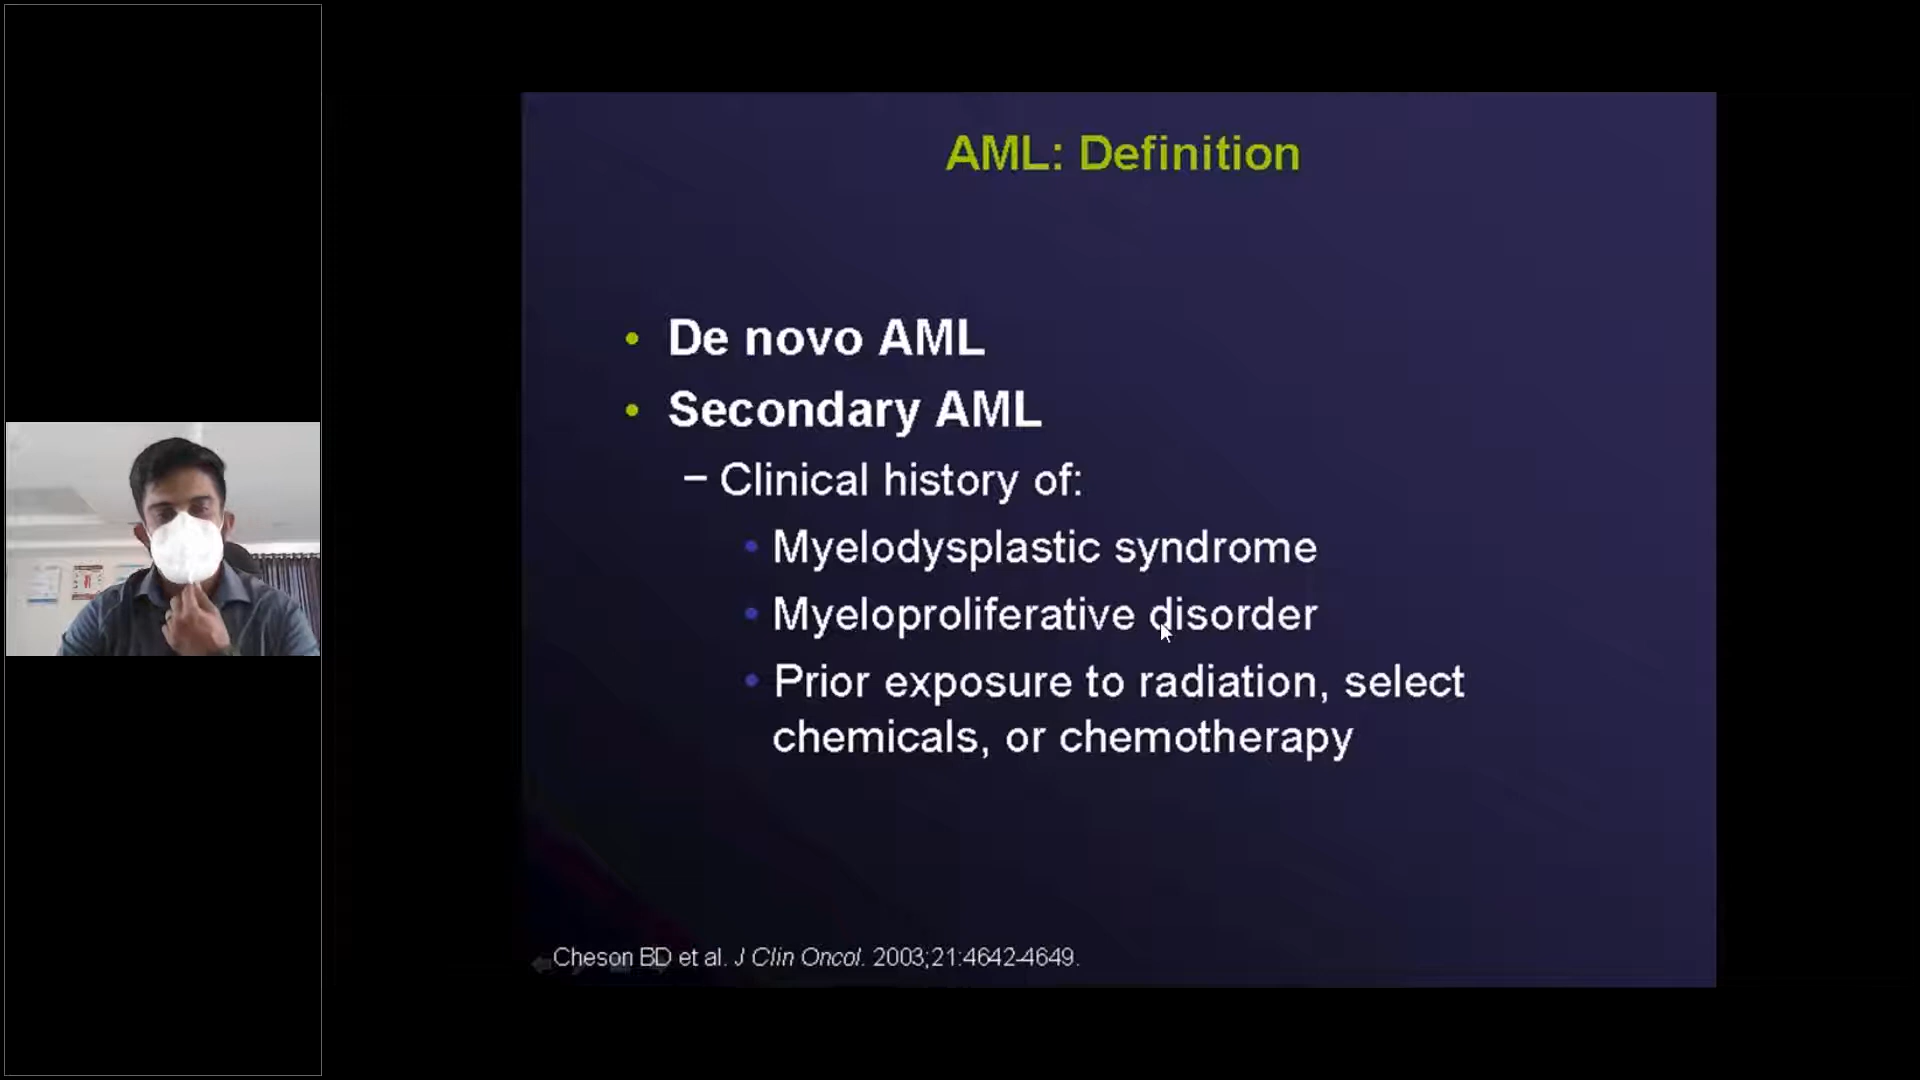 AML: Definition
• De novo AML
• Secondary AML
– Clinical history of:
• Myelodysplastic syndrome
• Myeloproliferative disorder
• Prior exposure to radiation, select
chemicals, or chemotherapy
Cheson BD et al. J Clin Oncol. 2003;21:4642-4649.